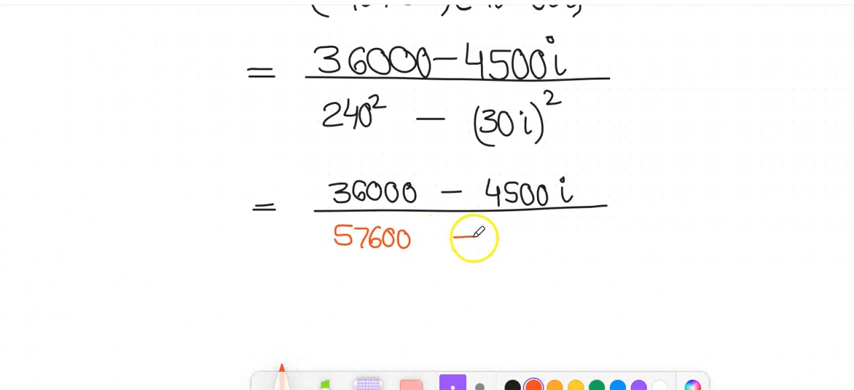 = 36000 - 4500i
240² - (30i)²
= 36000 - 4500i
57600 -